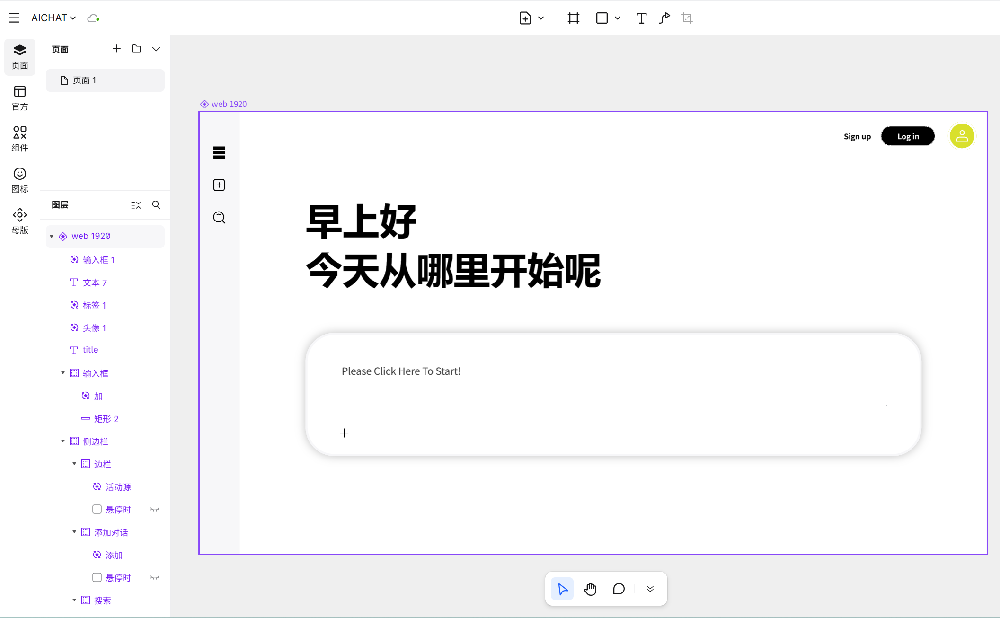 AICHAT
页面
官方
组件
图标
母版
页面
页面 1
图层
web 1920
输入框 1
文本 7
标签 1
头像 1
title
输入框
加
矩形 2
侧边栏
边栏
活动源
悬停时
添加对话
添加
悬停时
搜索
web 1920
Sign up
Log in
早上好
今天从哪里开始呢
Please Click Here To Start!